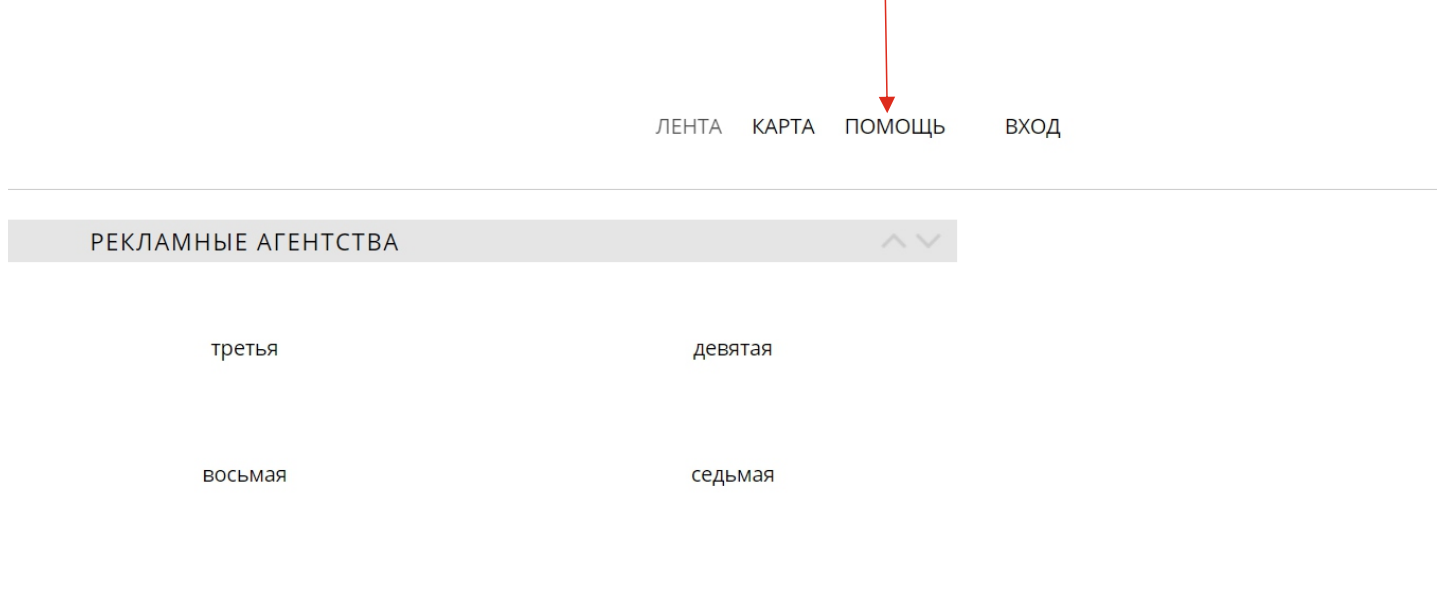 ЛЕНТА КАРТА ПОМОЩЬ ВХОД
РЕКЛАМНЫЕ АГЕНТСТВА
третья девятая
восьмая седьмая